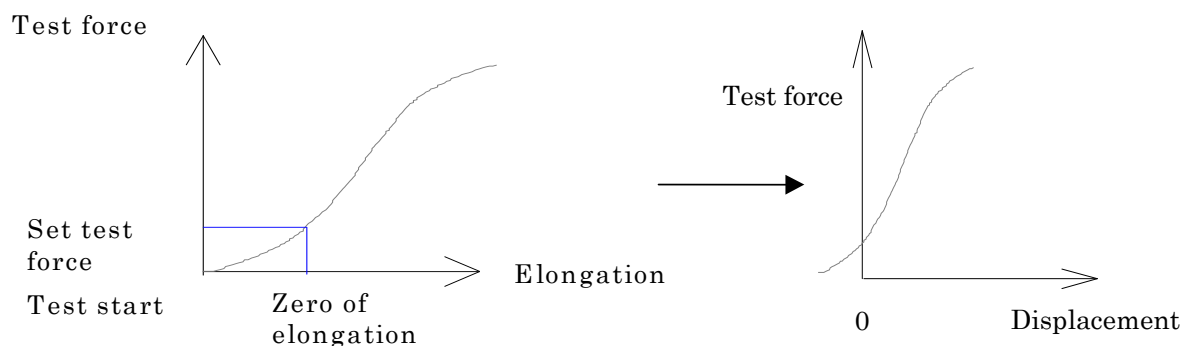 Test force
Test force
Set test
force
Elongation
Test start
Zero of
elongation
0
Displacement